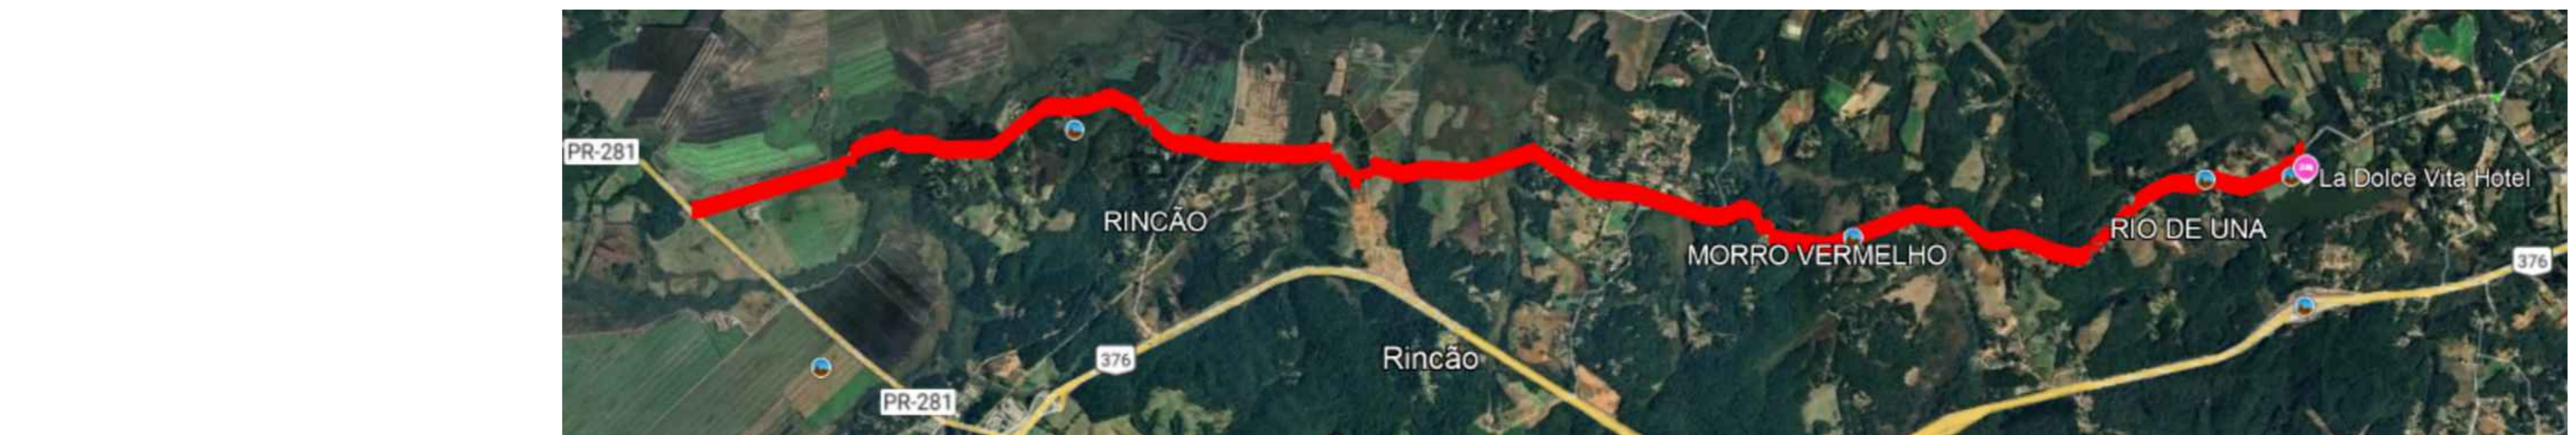 PR-281
La Dolce Vita Hotel
RINCÃO
RIO DE UNA
MORRO VERMELHO
376
376
Rincão
PR-281